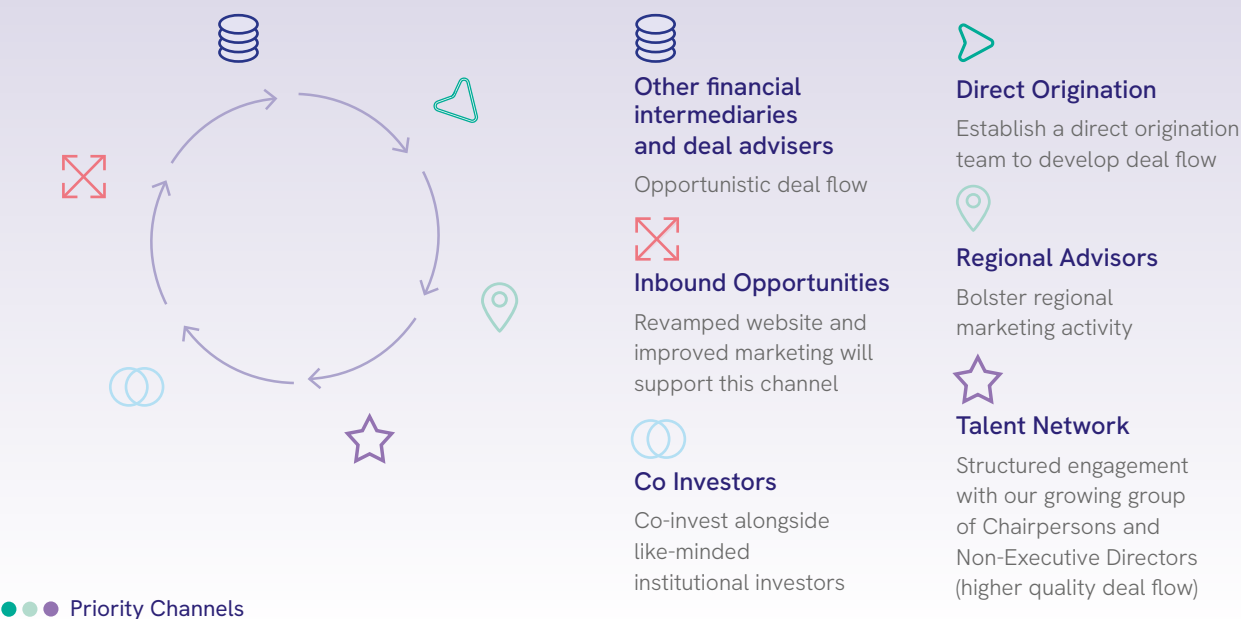 Other financial
intermediaries
and deal advisers
Opportunistic deal flow
Inbound Opportunities
Revamped website and
improved marketing will
support this channel
Co Investors
Co-invest alongside
like-minded
institutional investors
Direct Origination
Establish a direct origination
team to develop deal flow
Regional Advisors
Bolster regional
marketing activity
Talent Network
Structured engagement
with our growing group
of Chairpersons and
Non-Executive Directors
(higher quality deal flow)
Priority Channels